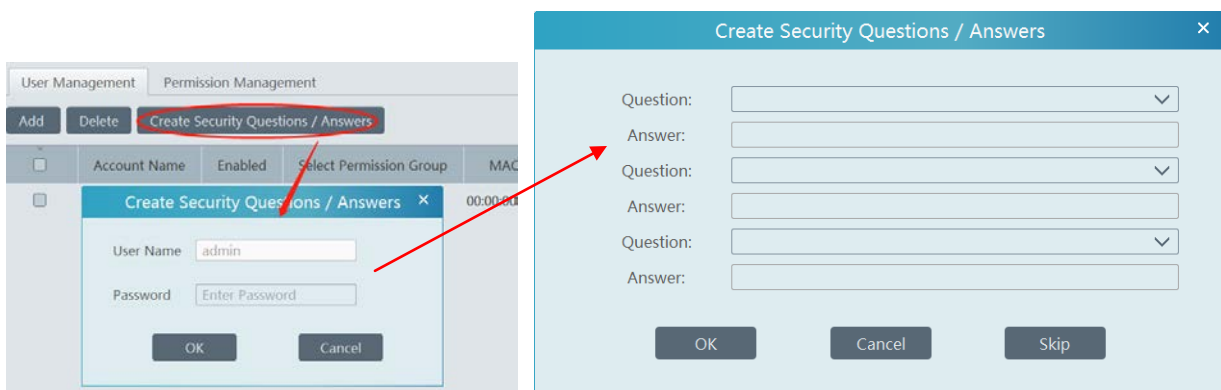 User Management Permission Management
Add Delete Create Security Questions / Answers
Account Name Enabled Select Permission Group MAC
Create Security Questions / Answers ×
00:00:00
User Name admin
Password Enter Password
OK Cancel
Create Security Questions / Answers ×
Question:
Answer:
Question:
Answer:
Question:
Answer:
OK Cancel Skip